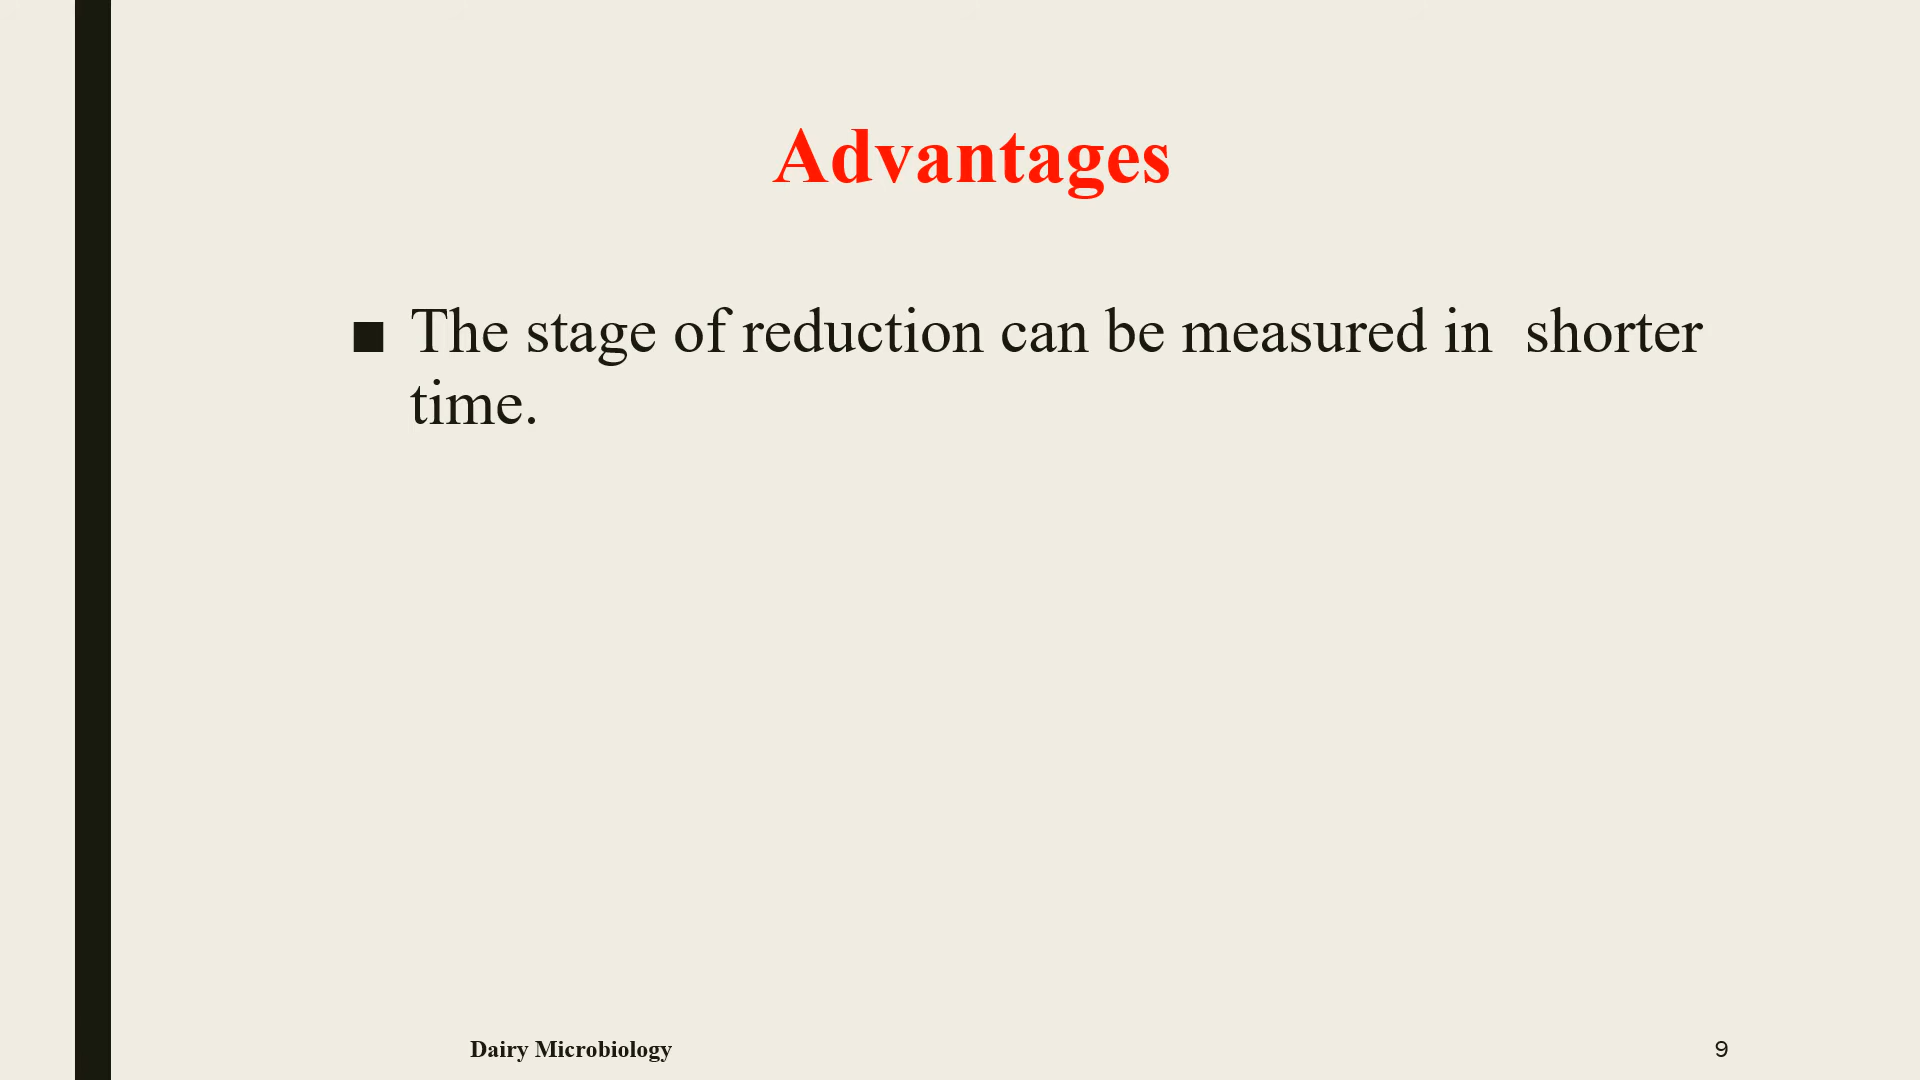 Advantages
■ The stage of reduction can be measured in  shorter
time.
Dairy Microbiology
9